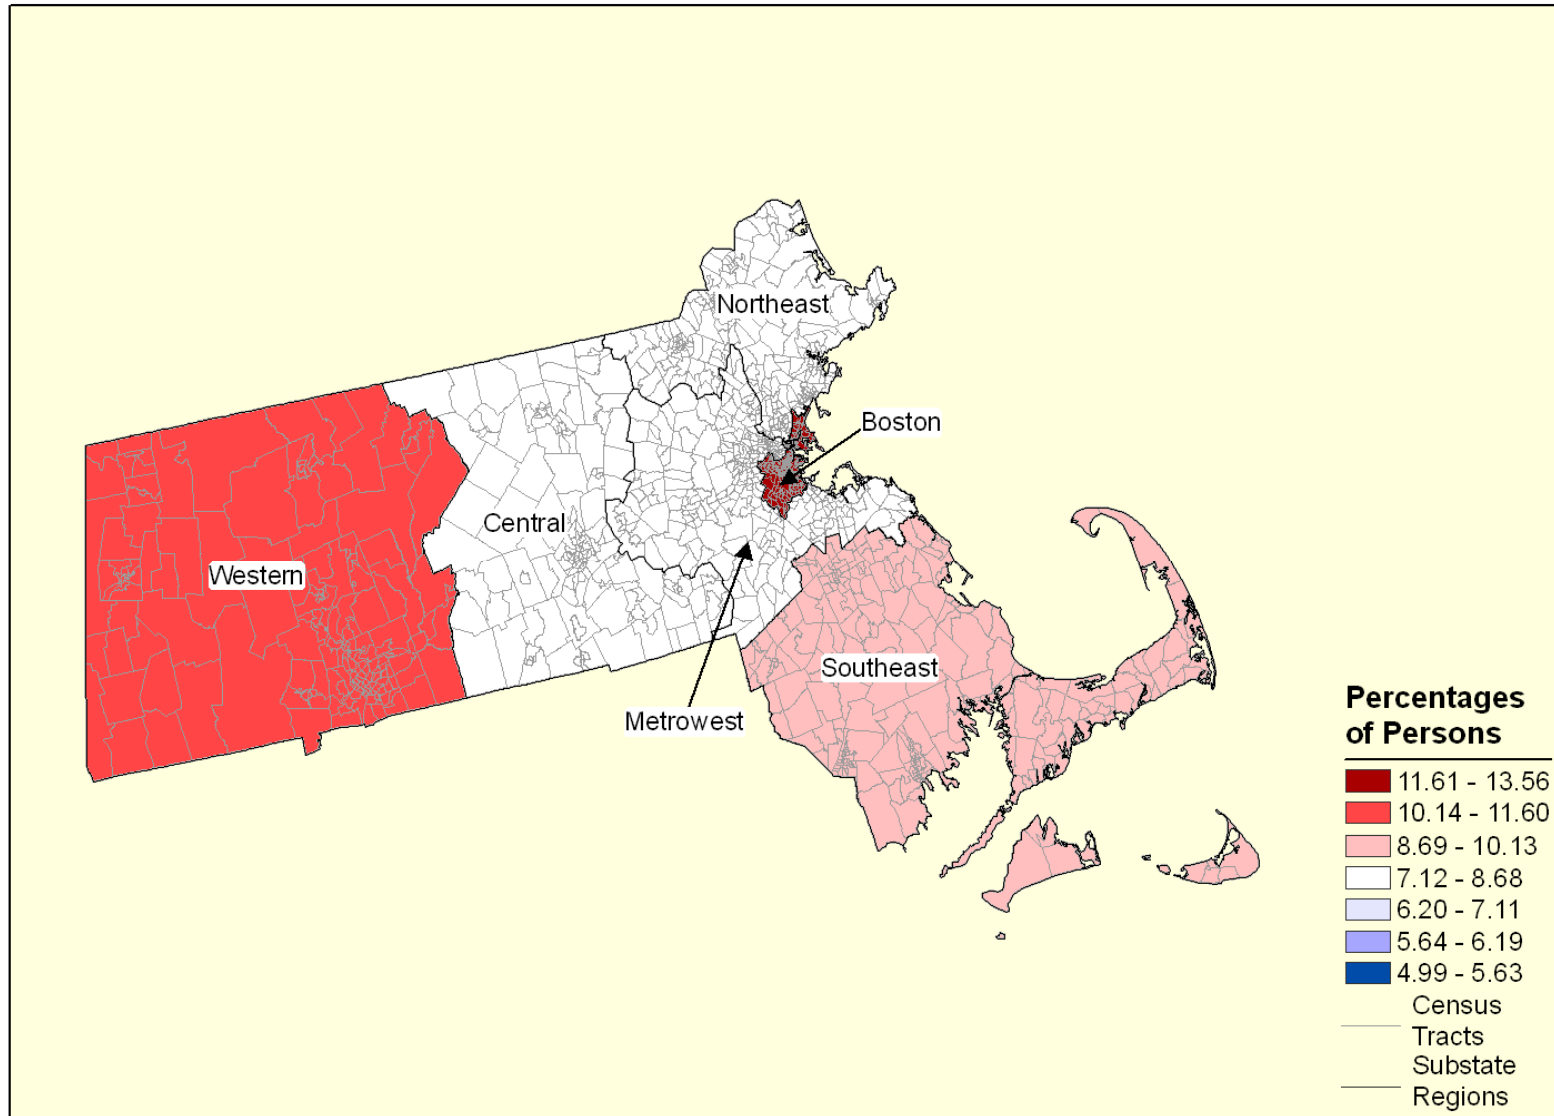 Northeast
Boston
Central
Western
Southeast
Metrowest
Percentages
of Persons
11.61 - 13.56
10.14 - 11.60
8.69 - 10.13
7.12 - 8.68
6.20 - 7.11
5.64 - 6.19
4.99 - 5.63
Census
Tracts
Substate
Regions